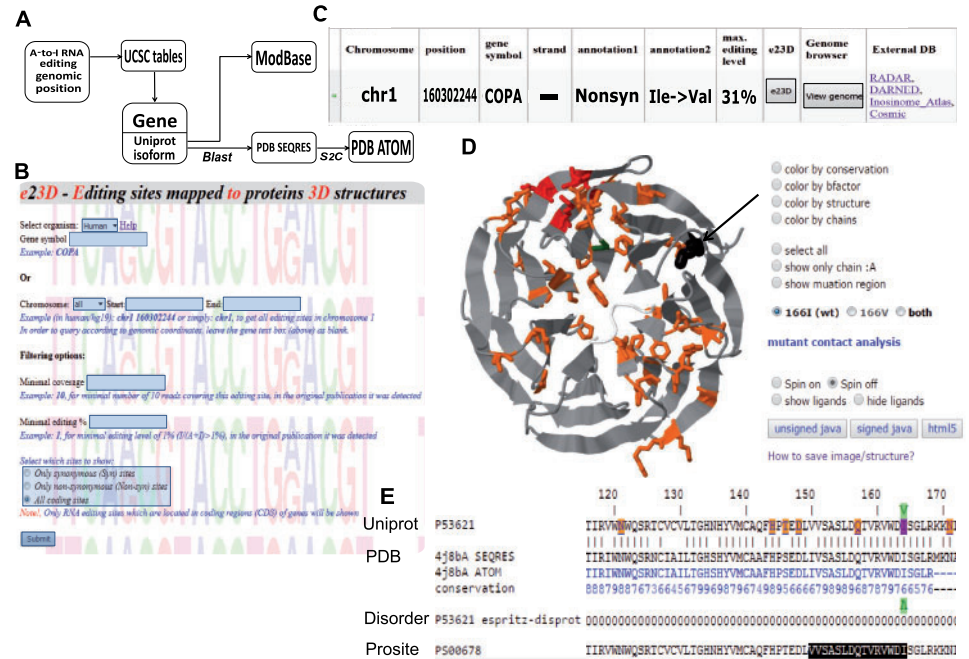 A
A-to-I RNA
editing
genomic
position
UCSC tables
ModBase
Gene
Uniprot
isoform
Blast
PDB SEQRES
S2C
PDB ATOM
B
e23D - Editing sites mapped to proteins 3D structures
Select organism: Human Help
Gene symbol
Example: COPA
Or
Chromosome: all Start: End:
Example (in human/hg19): chr1 160302244 or simply: chr1, to get all editing sites in chromosome 1
In order to query according to genomic coordinates, leave the gene text box (above) as blank.
Filtering options:
Minimal coverage
Example: 10, for minimal number of 10 reads covering this editing site, in the original publication it was detected
Minimal editing %
Example: 1, for minimal editing level of 1% (I/(A+I)>1%), in the original publication it was detected
Select which sites to show:
Only synonymous (Syn) sites
Only non-synonymous (Non-syn) sites
All coding sites
Note!, Only RNA editing sites which are located in coding regions (CDS) of genes will be shown
Submit
C
Chromosome position gene symbol strand annotation1 annotation2 max. editing level e23D Genome browser External DB
chr1 160302244 COPA – Nonsyn Ile->Val 31% e23D View genome RADAR,
DARNED,
Inosinome_Atlas,
Cosmic
D
color by conservation
color by bfactor
color by structure
color by chains
select all
show only chain :A
show muation region
166I (wt) 166V both
mutant contact analysis
Spin on Spin off
show ligands hide ligands
unsigned java signed java html5
How to save image/structure?
E
120 130 140 150 160 170
V
Uniprot P53621 TIRVWNWQSRTCVCVLTGHNHYVMCAQFHPTEDLVVSASLDQTVRVWDISGLRKKN
PDB 4j8bA SEQRES TIRIWNWQSRNCIAILTGHSHYVMCAAFHPSEDLIVSASLDQTVRVWDISGLRMKN
4j8bA ATOM TIRIWNWQSRNCIAILTGHSHYVMCAAFHPSEDLIVSASLDQTVRVWDISGLR----
conservation
Disorder P53621 espritz-disprot
Prosite PS00678 TIRVWNWQSRTCVCVLTGHNHYVMCAQFHPTEDLVVSASLDQTVRVWDISGLRKKN